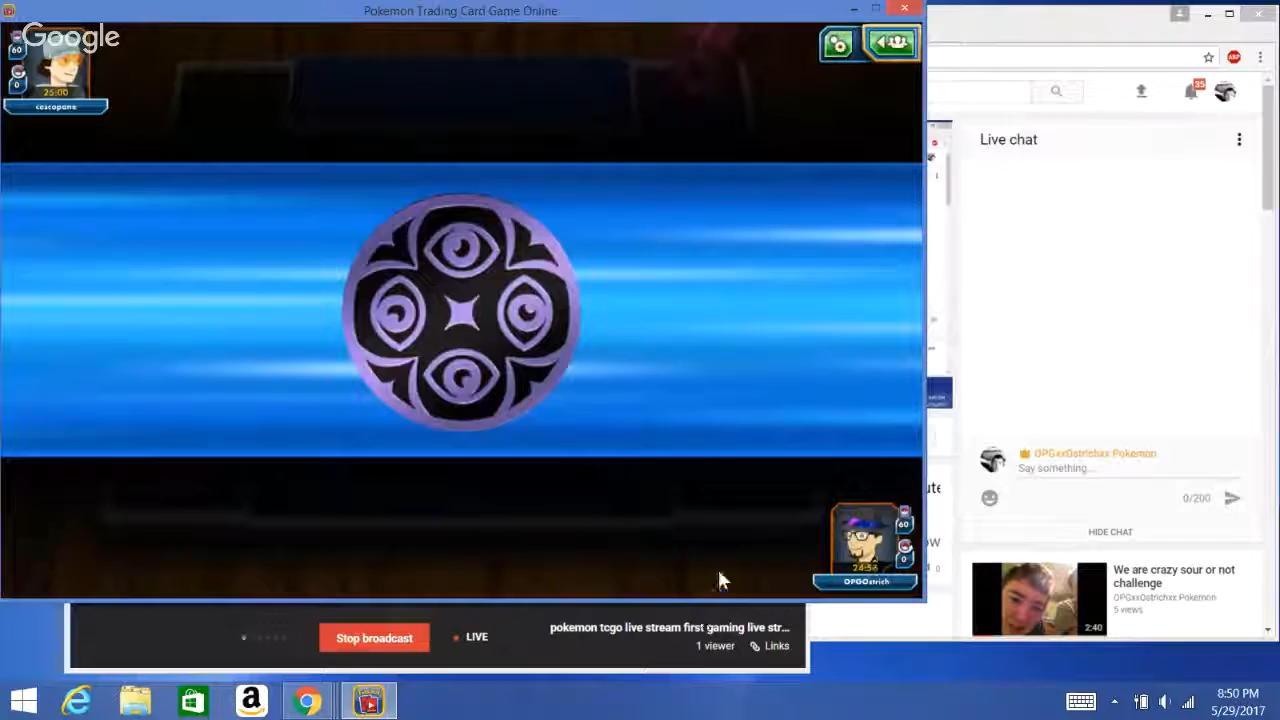 Pokemon Trading Card Game Online
Google
60
0
25:00
cescopane
ABP
35
Live chat
OPGxxOstrichxx Pokemon
Say something...
0/200
HIDE CHAT
60
0
24:56
OPGOstrich
We are crazy sour or not
challenge
OPGxxOstrichxx Pokemon
5 views
2:40
Stop broadcast
LIVE
pokemon tcgo live stream first gaming live str...
1 viewer
Links
8:50 PM
5/29/2017